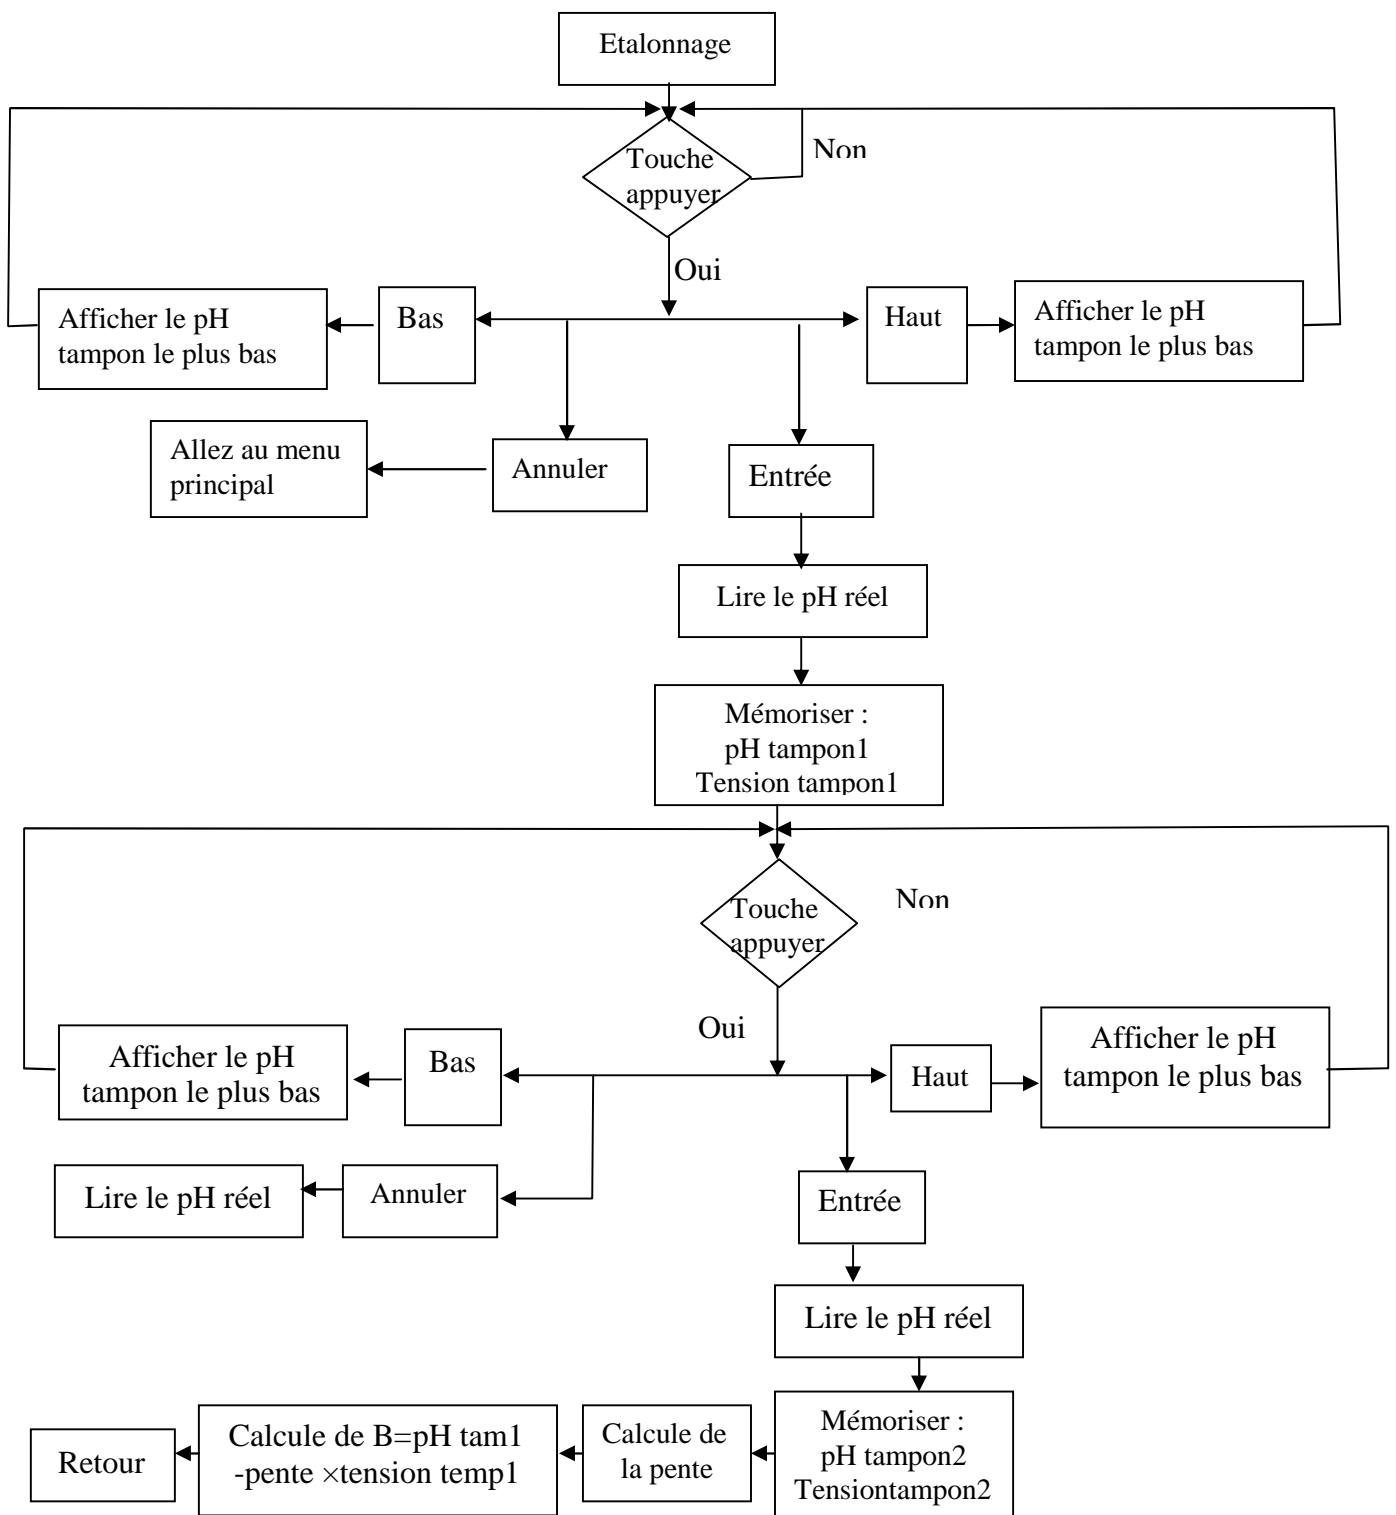 Etalonnage
Touche
appuyer
Non
Oui
Afficher le pH
tampon le plus bas
Bas
Haut
Afficher le pH
tampon le plus bas
Allez au menu
principal
Annuler
Entrée
Lire le pH réel
Mémoriser :
pH tampon1
Tension tampon1
Touche
appuyer
Non
Oui
Afficher le pH
tampon le plus bas
Bas
Haut
Afficher le pH
tampon le plus bas
Lire le pH réel
Annuler
Entrée
Lire le pH réel
Mémoriser :
pH tampon2
Tensiontampon2
Calcule de
la pente
Calcule de B=pH tam1
-pente ×tension temp1
Retour